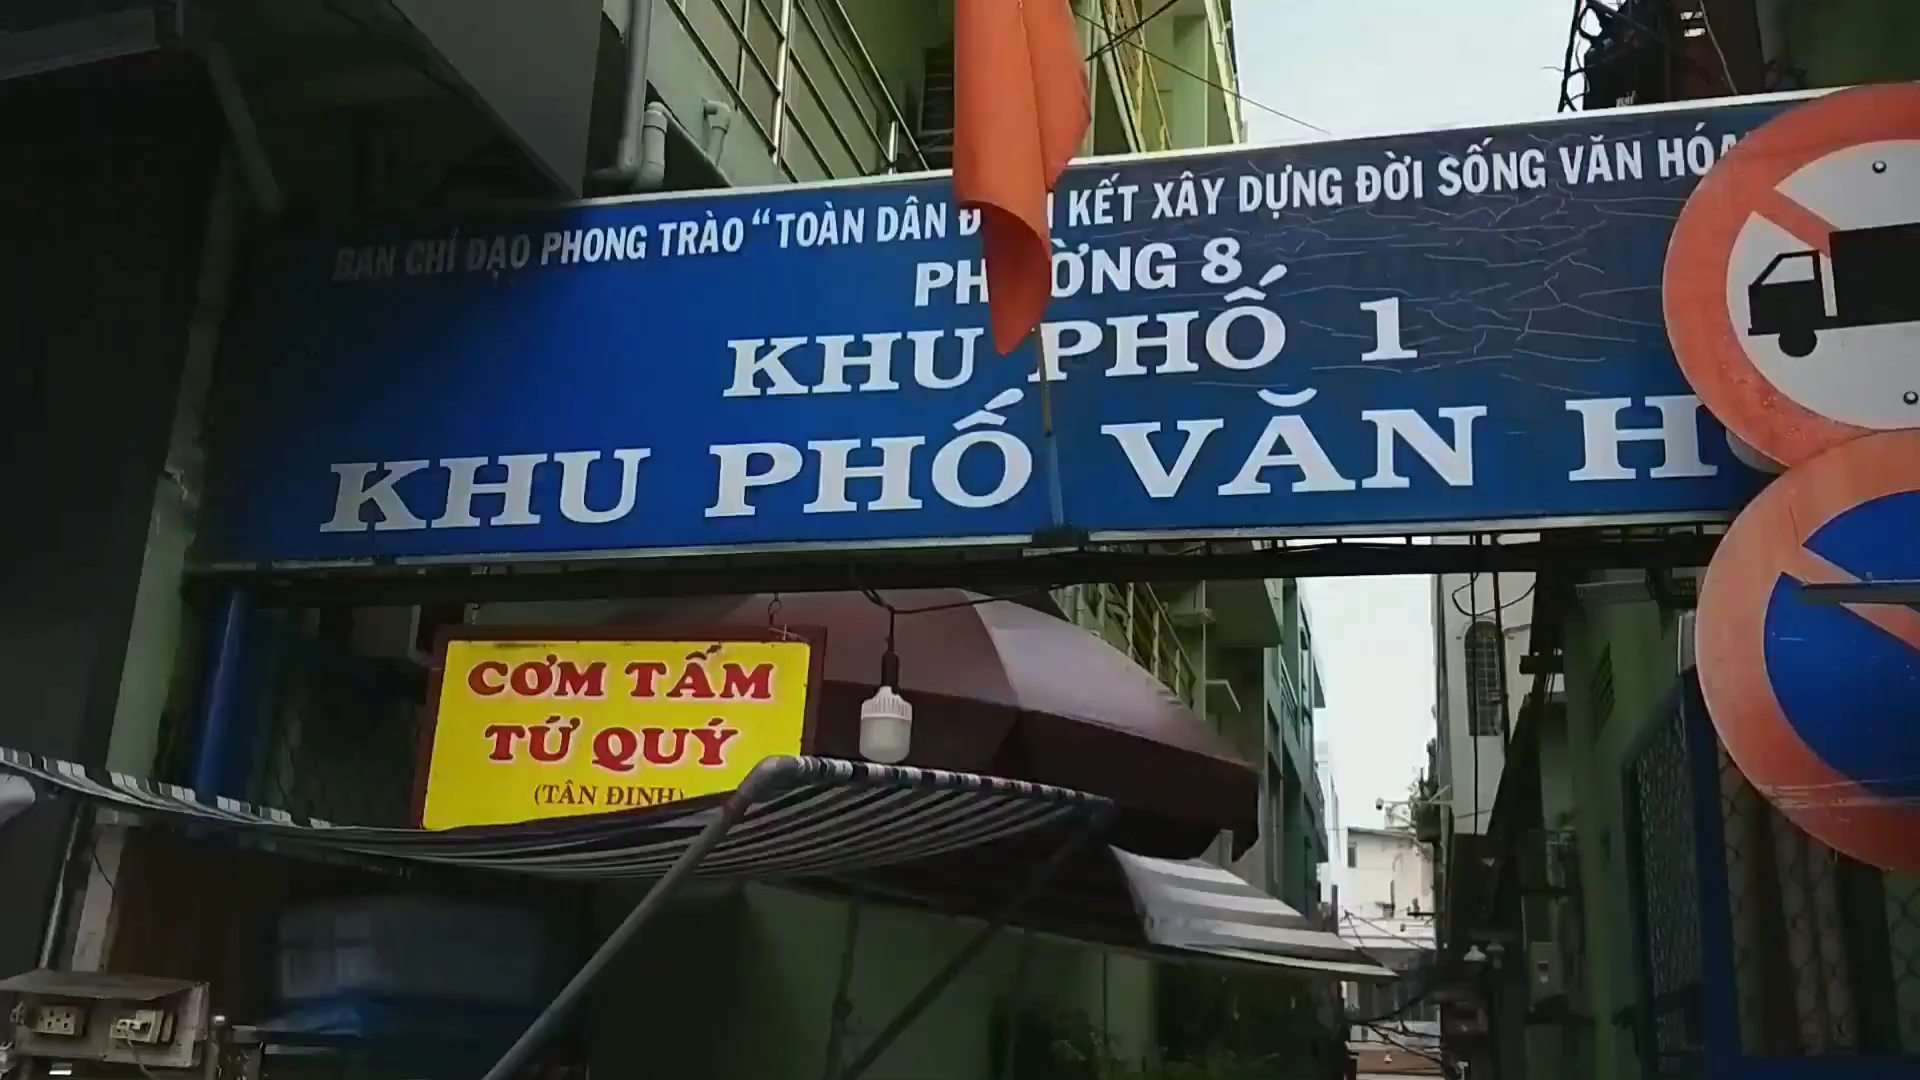 BAN CHỈ ĐẠO PHONG TRÀO "TOÀN DÂN KẾT XÂY DỰNG ĐỜI SỐNG VĂN HÓA
8
KHU PHỐ 1
KHU PHỐ VĂN
CƠM TẤM
TỨ QUÝ
(TÂN ĐỊNH)